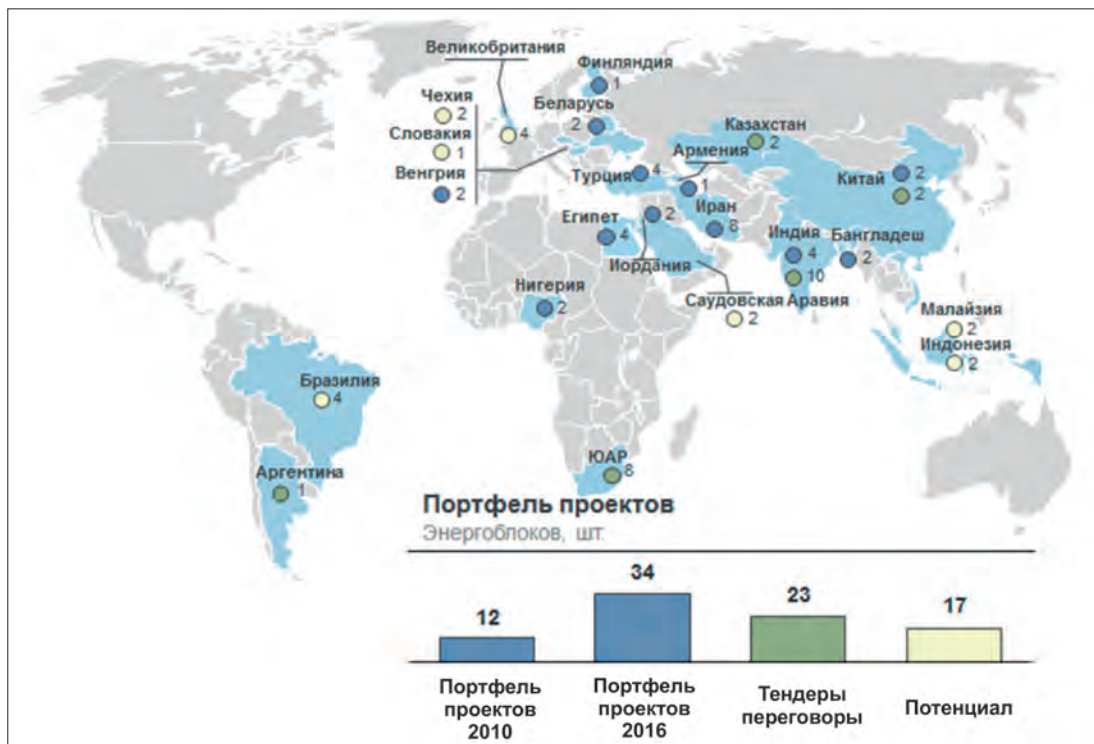 Великобритания
Финляндия
1
Чехия
2
Беларусь
2
Словакия
1
4
Казахстан
2
Армения
1
Венгрия
2
Турция
4
Китай
2
2
Египет
4
2
Иордания
Иран
8
Индия
4
10
Бангладеш
2
Нигерия
2
Саудовская Аравия
2
Малайзия
2
Индонезия
2
Бразилия
4
Аргентина
1
ЮАР
8
Портфель проектов
Энергоблоков, шт.
12
34
23
17
Портфель
проектов
2010
Портфель
проектов
2016
Тендеры
переговоры
Потенциал